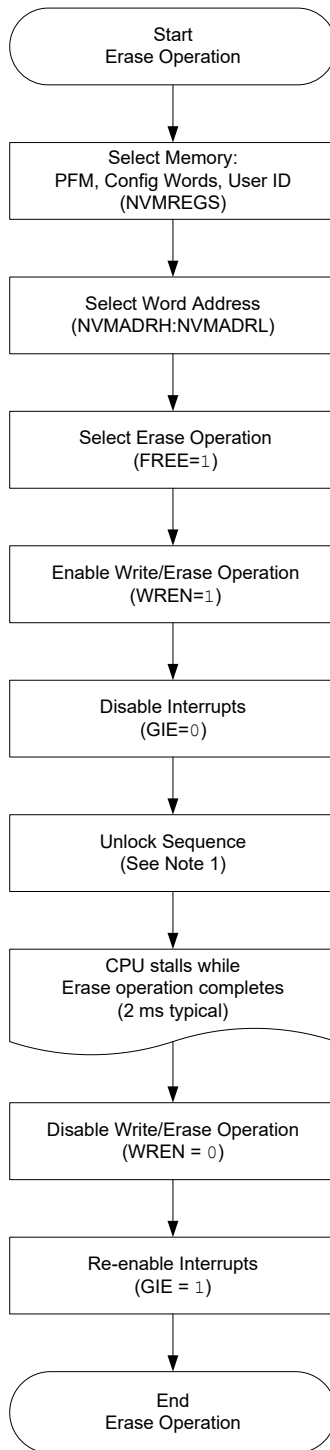 Start
Erase Operation
Select Memory:
PFM, Config Words, User ID
(NVMREGS)
Select Word Address
(NVMADRH:NVMADRL)
Select Erase Operation
(FREE=1)
Enable Write/Erase Operation
(WREN=1)
Disable Interrupts
(GIE=0)
Unlock Sequence
(See Note 1)
CPU stalls while
Erase operation completes
(2 ms typical)
Disable Write/Erase Operation
(WREN = 0)
Re-enable Interrupts
(GIE = 1)
End
Erase Operation